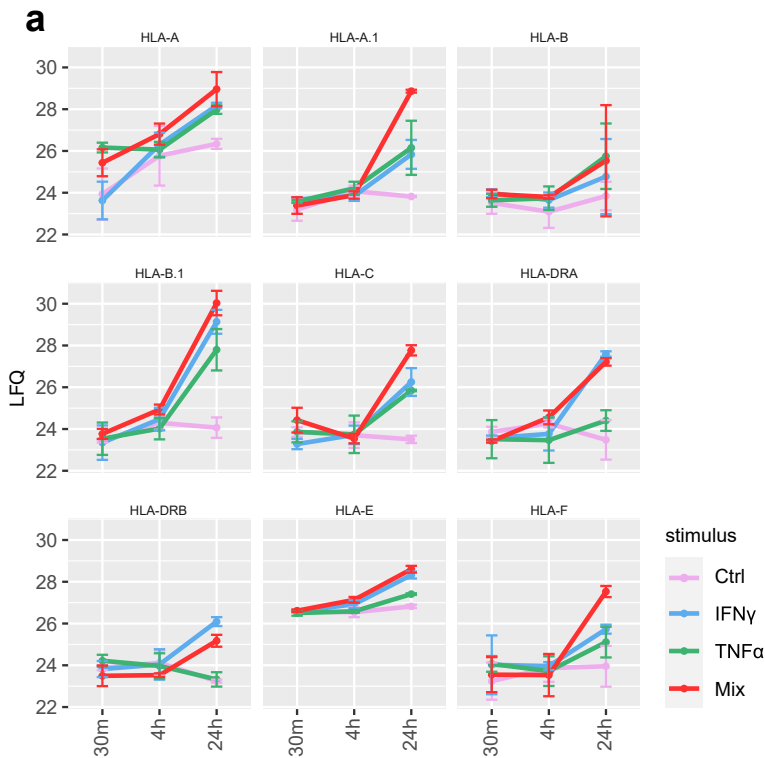 a
HLA-A HLA-A.1 HLA-B
30
28
26
24
22
HLA-B.1 HLA-C HLA-DRA
30
28
26
24
22
LFQ
HLA-DRB HLA-E HLA-F
30
28
26
24
22
30m 4h 24h 30m 4h 24h 30m 4h 24h
stimulus
Ctrl
IFNγ
TNFα
Mix